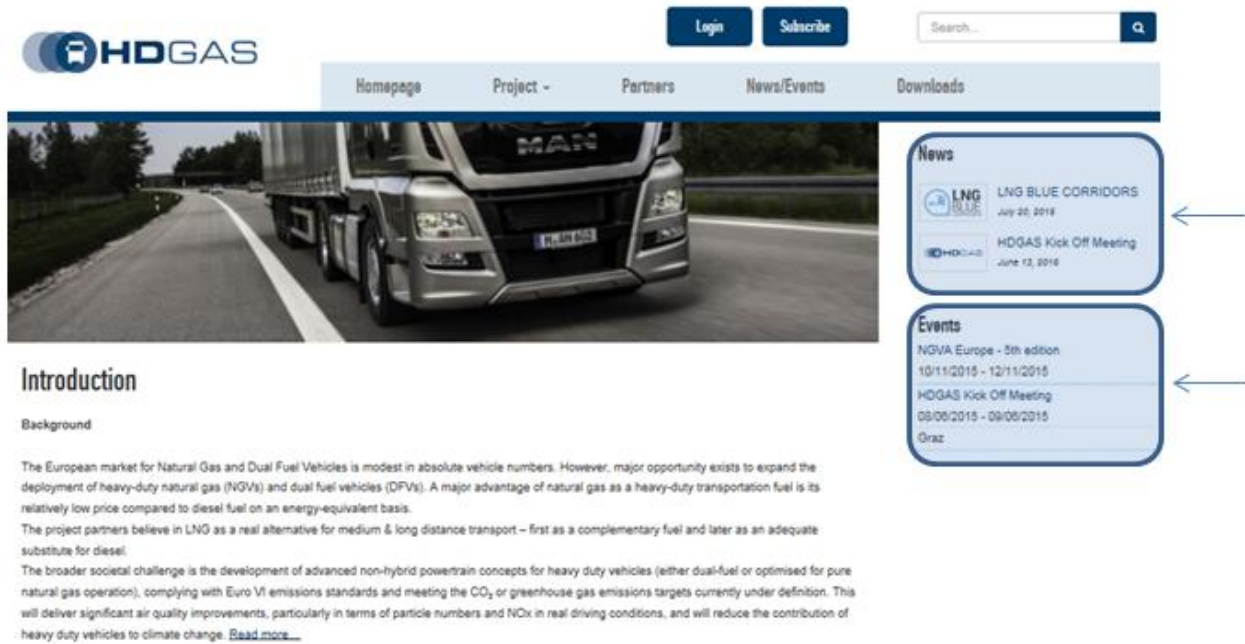 HDGAS
Login
Subscribe
Search...
Homepage
Project
Partners
News/Events
Downloads
MAN
M:AN 602
News
LNG
BLUE
LNG BLUE CORRIDORS
July 20, 2015
HDGAS
HDGAS Kick Off Meeting
June 12, 2015
Events
NGVA Europe - 5th edition
10/11/2015 - 12/11/2015
HDGAS Kick Off Meeting
08/06/2015 - 09/06/2015
Graz
Introduction
Background
The European market for Natural Gas and Dual Fuel Vehicles is modest in absolute vehicle numbers. However, major opportunity exists to expand the
deployment of heavy-duty natural gas (NGVs) and dual fuel vehicles (DFVs). A major advantage of natural gas as a heavy-duty transportation fuel is its
relatively low price compared to diesel fuel on an energy-equivalent basis.
The project partners believe in LNG as a real alternative for medium & long distance transport – first as a complementary fuel and later as an adequate
substitute for diesel.
The broader societal challenge is the development of advanced non-hybrid powertrain concepts for heavy duty vehicles (either dual-fuel or optimised for pure
natural gas operation), complying with Euro VI emissions standards and meeting the CO₂ or greenhouse gas emissions targets currently under definition. This
will deliver significant air quality improvements, particularly in terms of particle numbers and NOx in real driving conditions, and will reduce the contribution of
heavy duty vehicles to climate change. Read more...